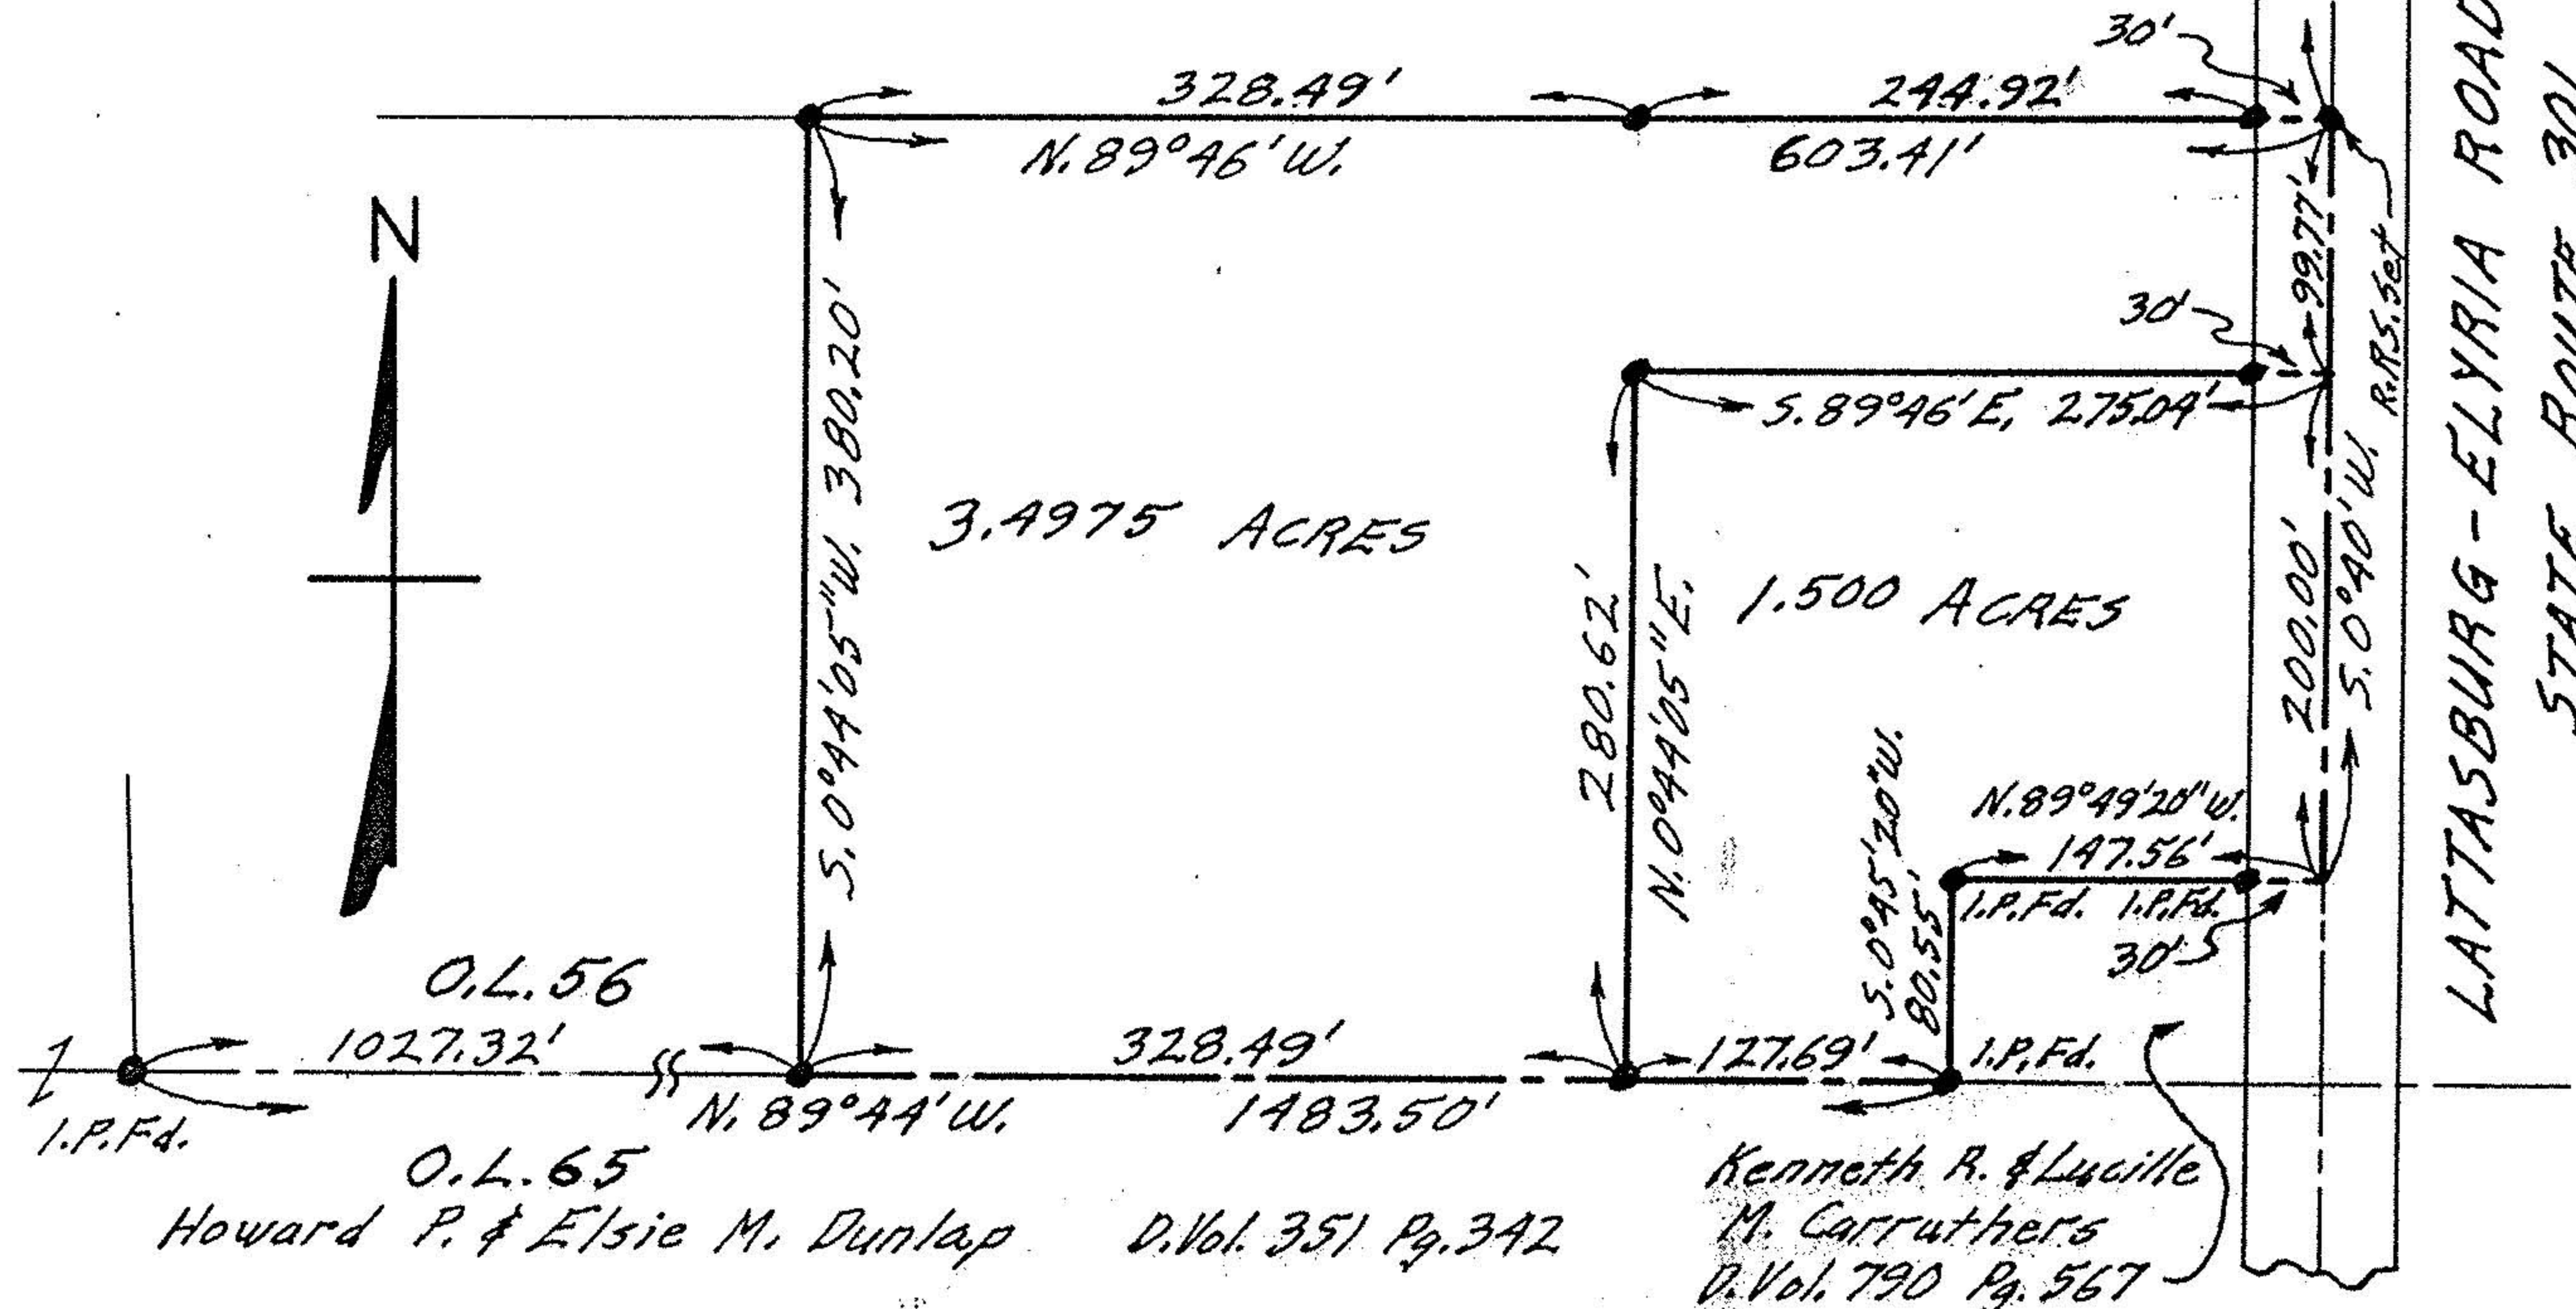 30'
328.49'
244.92'
N. 89°46' W.
603.41'
N
99.77'
R.R.S. Set
LATTASBURG - ELYRIA ROAD
STATE ROUTE 301
30'
S. 89°46' E, 275.04'
S. 0°44'05" W. 380.20'
3.4975 ACRES
1.500 ACRES
280.62'
N. 0°44'05" E.
200.00'
S. 0°40' W.
N. 89°49'20" W.
147.56'
I.P. Fd. I.P. Fd.
30'
S. 0°45'20" W.
80.55'
O.L. 56
1027.32'
328.49'
127.69'
I.P. Fd.
I.P. Fd.
N. 89°44' W.
1483.50'
O.L. 65
Howard P. & Elsie M. Dunlap D.Vol. 351 Pg. 342
Kenneth R. & Lucille
M. Carruthers
D.Vol. 790 Pg. 567